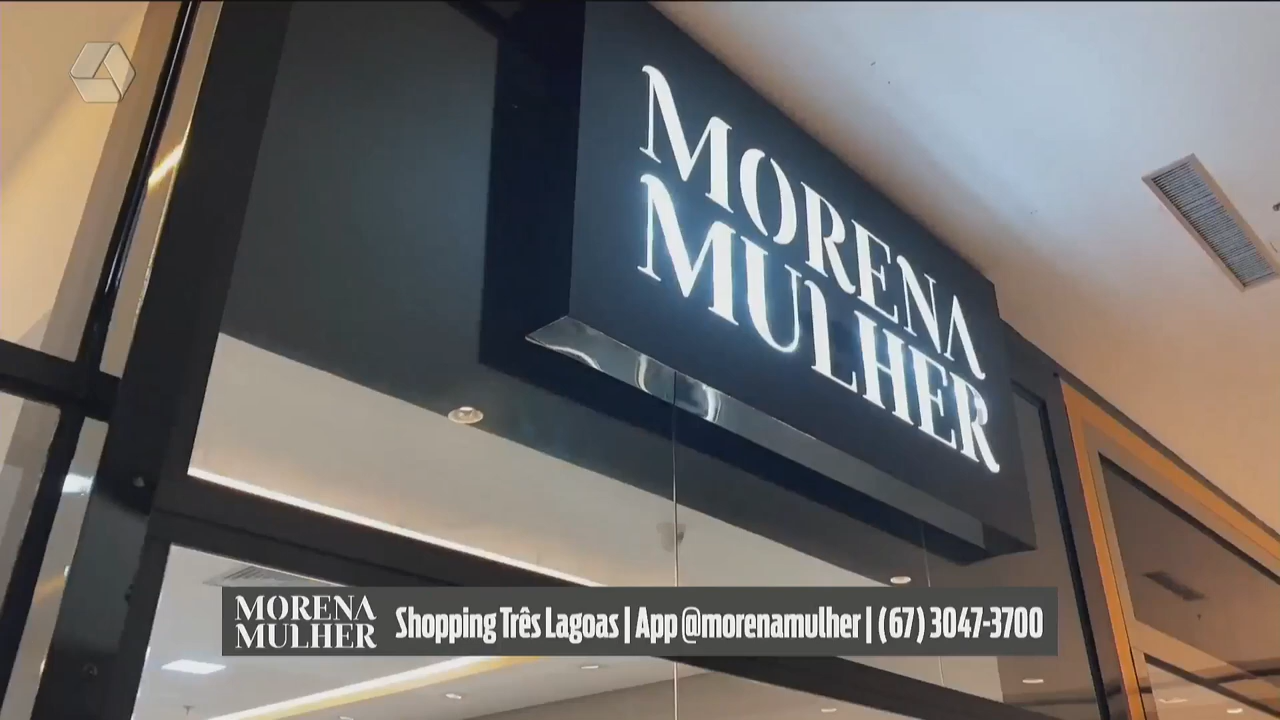 MORENA
MULHER
MORENA
MULHER
Shopping Três Lagoas | App @morenamulher | (67) 3047-3700